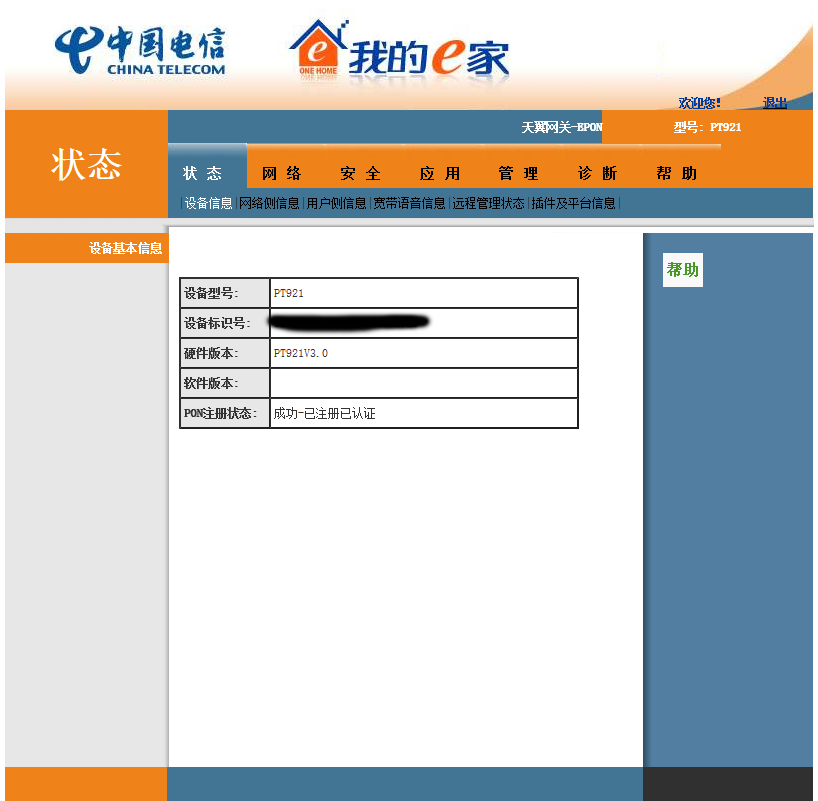 中国电信
CHINA TELECOM
e
ONE HOME
我的e家
欢迎您! 退出
天翼网关-EPON 型号: PT921
状态
状态 网络 安全 应用 管理 诊断 帮助
|设备信息|网络侧信息|用户侧信息|宽带语音信息|远程管理状态|插件及平台信息|
设备基本信息
帮助
设备型号: PT921
设备标识号:
硬件版本: PT921V3.0
软件版本:
PON注册状态: 成功-已注册已认证